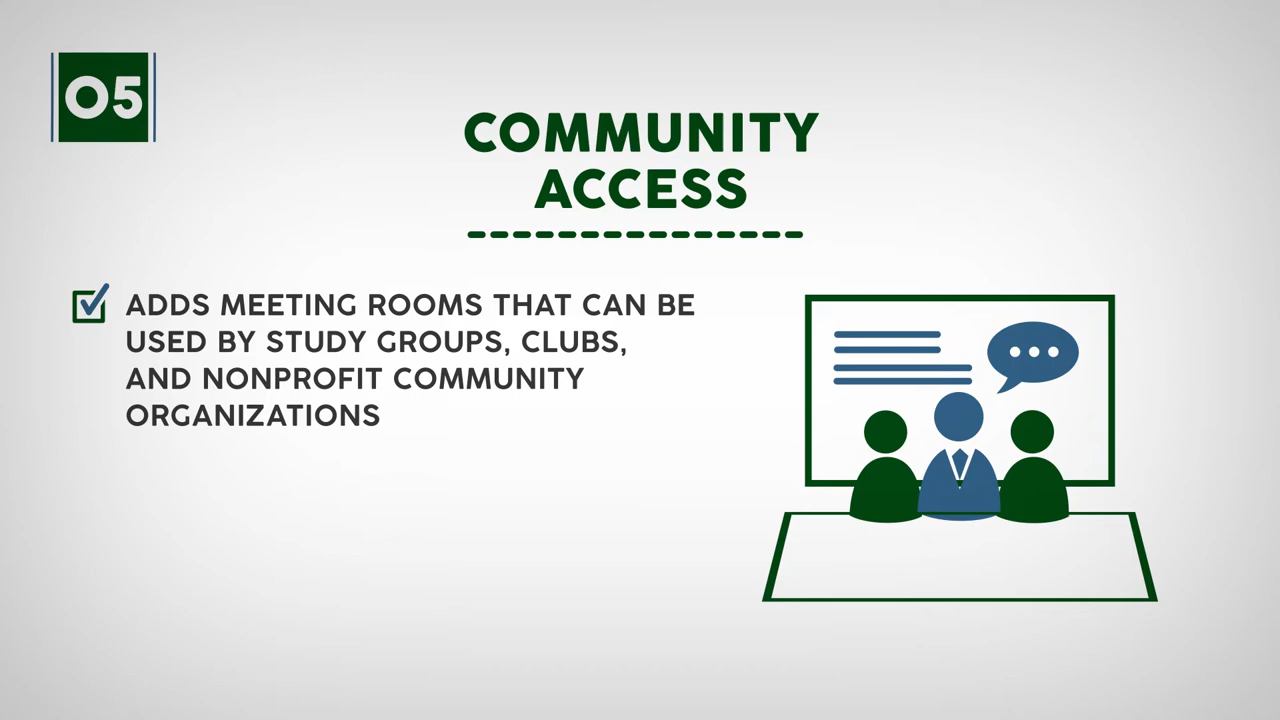 05
COMMUNITY
ACCESS
ADDS MEETING ROOMS THAT CAN BE
USED BY STUDY GROUPS, CLUBS,
AND NONPROFIT COMMUNITY
ORGANIZATIONS